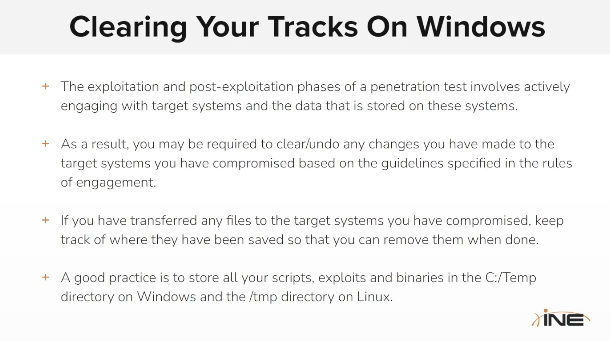 Clearing Your Tracks On Windows
+ The exploitation and post-exploitation phases of a penetration test involves actively
engaging with target systems and the data that is stored on these systems.
+ As a result, you may be required to clear/undo any changes you have made to the
target systems you have compromised based on the guidelines specified in the rules
of engagement.
+ If you have transferred any files to the target systems you have compromised, keep
track of where they have been saved so that you can remove them when done.
+ A good practice is to store all your scripts, exploits and binaries in the C:/Temp
directory on Windows and the /tmp directory on Linux.
INE